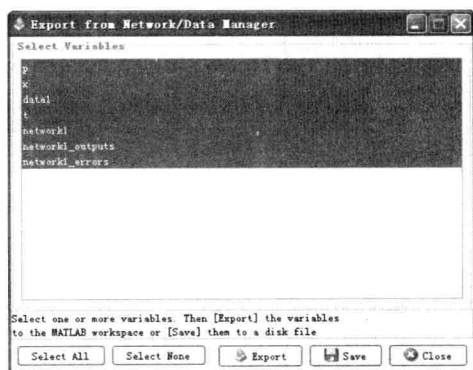 Export from Network/Data Manager
Select Variables
p
x
data1
t
network1
network1_outputs
network1_errors
Select one or more variables. Then [Export] the variables
to the MATLAB workspace or [Save] them to a disk file
Select All Select None Export Save Close